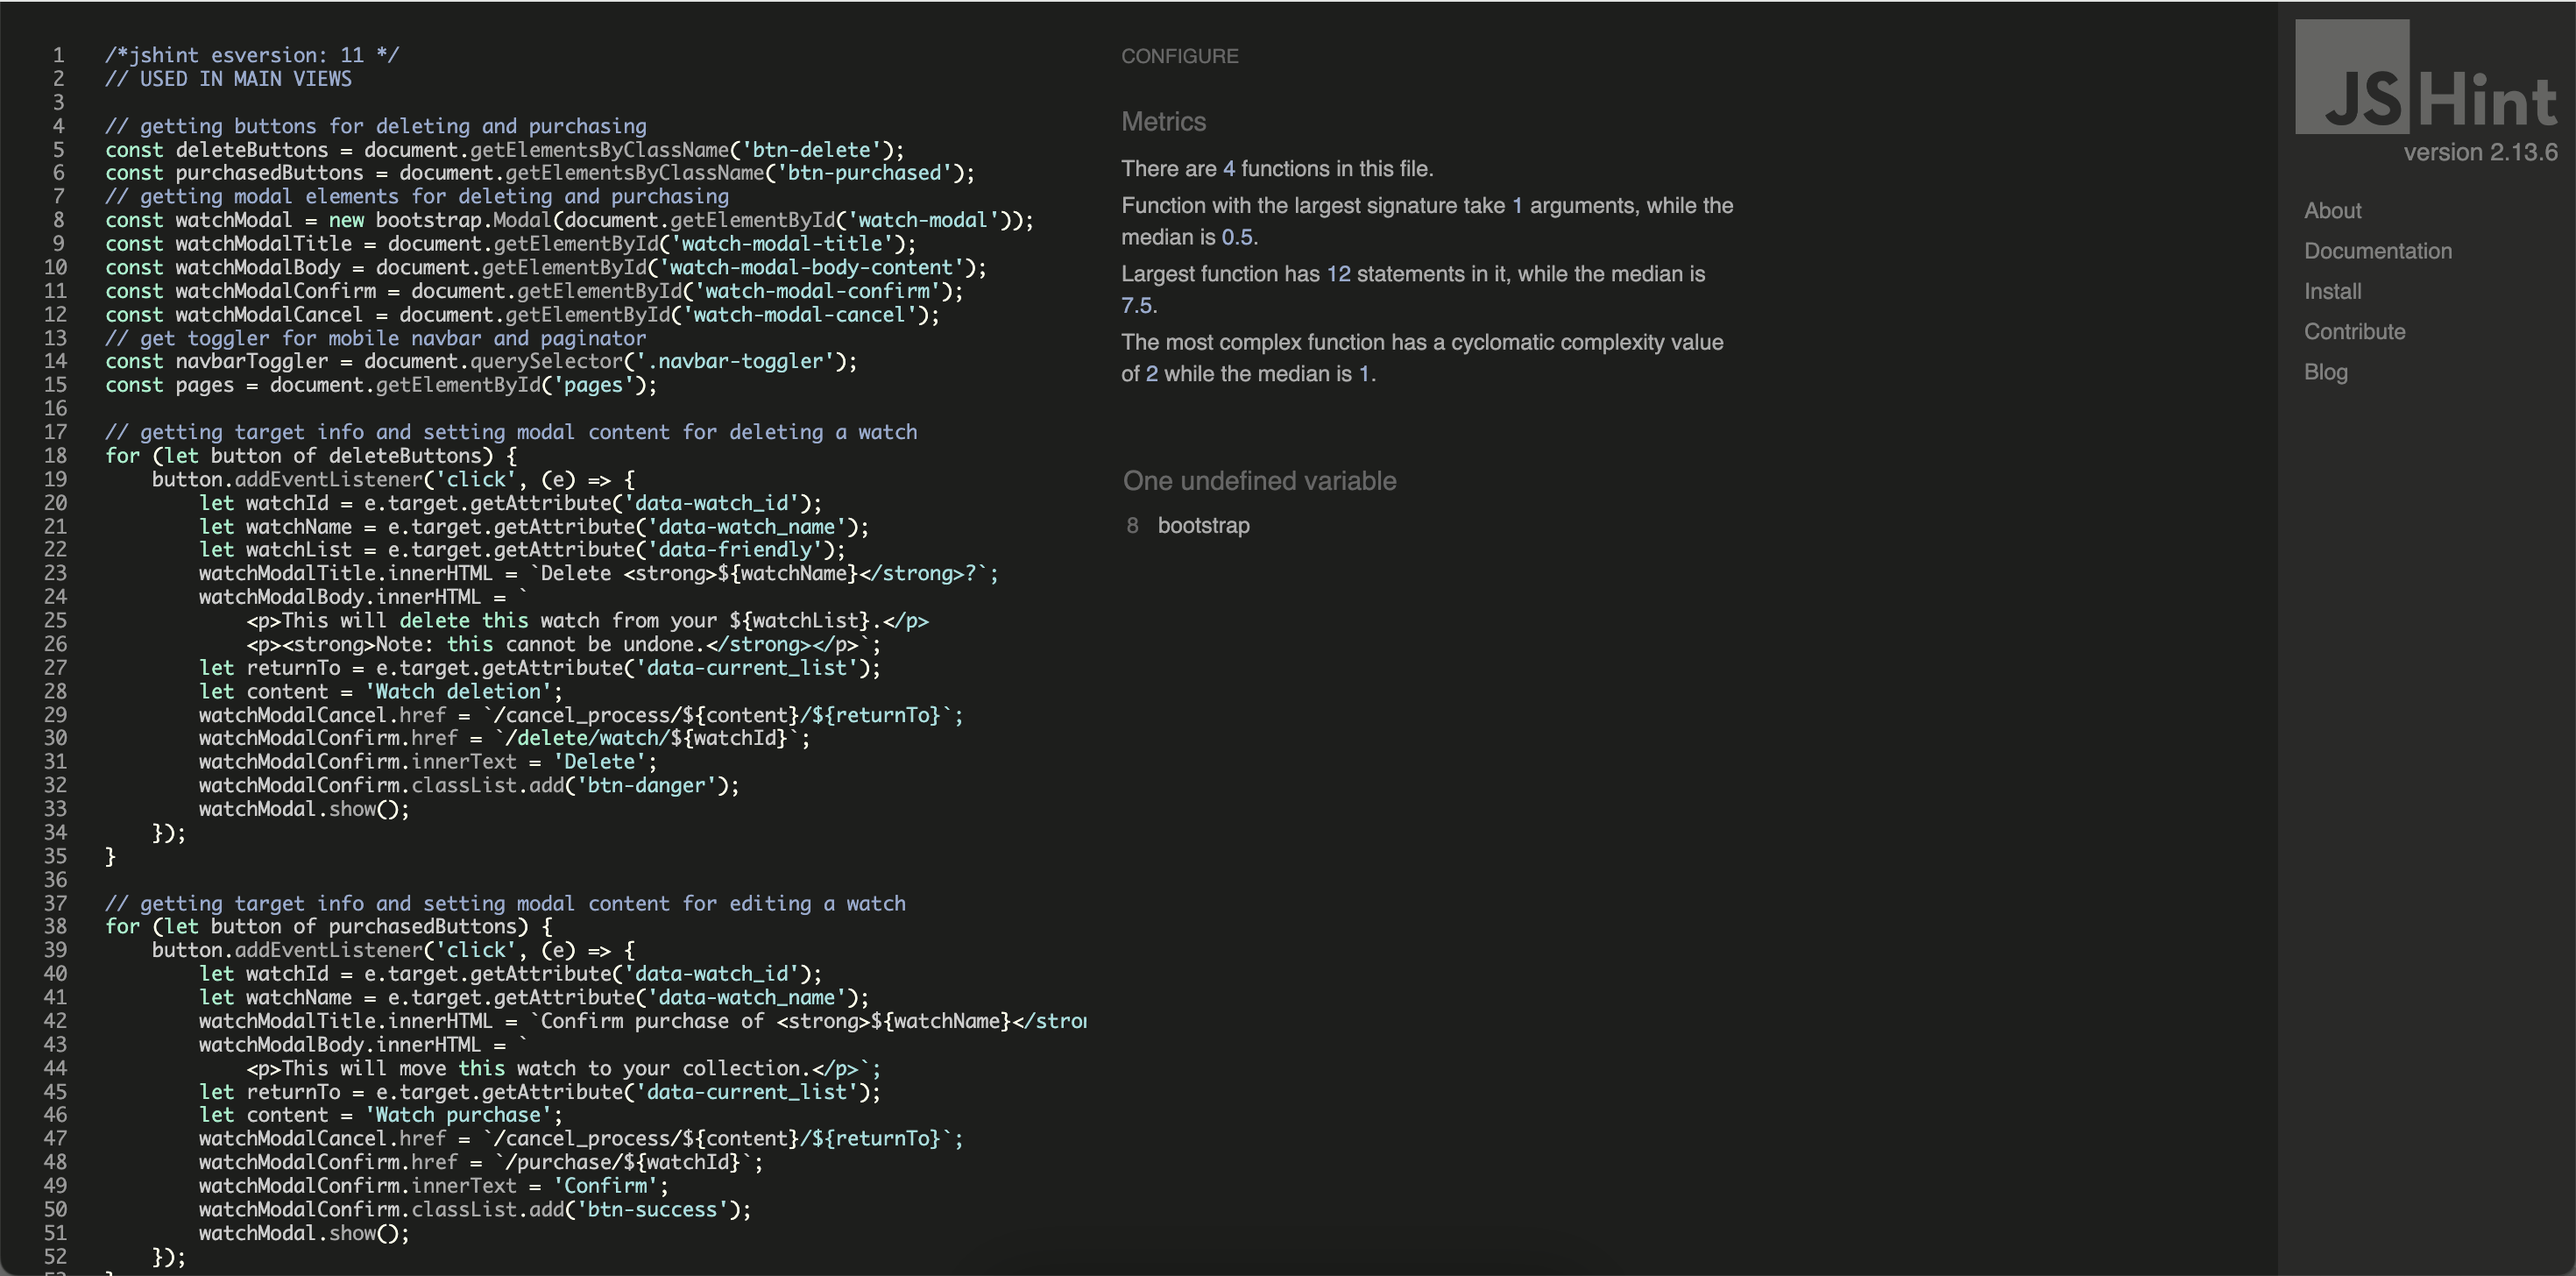 1 /*jshint esversion: 11 */
2 // USED IN MAIN VIEWS
3
4 // getting buttons for deleting and purchasing
5 const deleteButtons = document.getElementsByClassName('btn-delete');
6 const purchasedButtons = document.getElementsByClassName('btn-purchased');
7 // getting modal elements for deleting and purchasing
8 const watchModal = new bootstrap.Modal(document.getElementById('watch-modal'));
9 const watchModalTitle = document.getElementById('watch-modal-title');
10 const watchModalBody = document.getElementById('watch-modal-body-content');
11 const watchModalConfirm = document.getElementById('watch-modal-confirm');
12 const watchModalCancel = document.getElementById('watch-modal-cancel');
13 // get toggler for mobile navbar and paginator
14 const navbarToggler = document.querySelector('.navbar-toggler');
15 const pages = document.getElementById('pages');
16
17 // getting target info and setting modal content for deleting a watch
18 for (let button of deleteButtons) {
19     button.addEventListener('click', (e) => {
20         let watchId = e.target.getAttribute('data-watch_id');
21         let watchName = e.target.getAttribute('data-watch_name');
22         let watchList = e.target.getAttribute('data-friendly');
23         watchModalTitle.innerHTML = `Delete <strong>${watchName}</strong>?`;
24         watchModalBody.innerHTML = `
25             <p>This will delete this watch from your ${watchList}.</p>
26             <p><strong>Note: this cannot be undone.</strong></p>`;
27         let returnTo = e.target.getAttribute('data-current_list');
28         let content = 'Watch deletion';
29         watchModalCancel.href = `/cancel_process/${content}/${returnTo}`;
30         watchModalConfirm.href = `/delete/watch/${watchId}`;
31         watchModalConfirm.innerText = 'Delete';
32         watchModalConfirm.classList.add('btn-danger');
33         watchModal.show();
34     });
35 }
36
37 // getting target info and setting modal content for editing a watch
38 for (let button of purchasedButtons) {
39     button.addEventListener('click', (e) => {
40         let watchId = e.target.getAttribute('data-watch_id');
41         let watchName = e.target.getAttribute('data-watch_name');
42         watchModalTitle.innerHTML = `Confirm purchase of <strong>${watchName}</stro
43         watchModalBody.innerHTML = `
44             <p>This will move this watch to your collection.</p>`;
45         let returnTo = e.target.getAttribute('data-current_list');
46         let content = 'Watch purchase';
47         watchModalCancel.href = `/cancel_process/${content}/${returnTo}`;
48         watchModalConfirm.href = `/purchase/${watchId}`;
49         watchModalConfirm.innerText = 'Confirm';
50         watchModalConfirm.classList.add('btn-success');
51         watchModal.show();
52     });
CONFIGURE
Metrics
There are 4 functions in this file.
Function with the largest signature take 1 arguments, while the
median is 0.5.
Largest function has 12 statements in it, while the median is
7.5.
The most complex function has a cyclomatic complexity value
of 2 while the median is 1.
One undefined variable
8 bootstrap
JSHint
version 2.13.6
About
Documentation
Install
Contribute
Blog